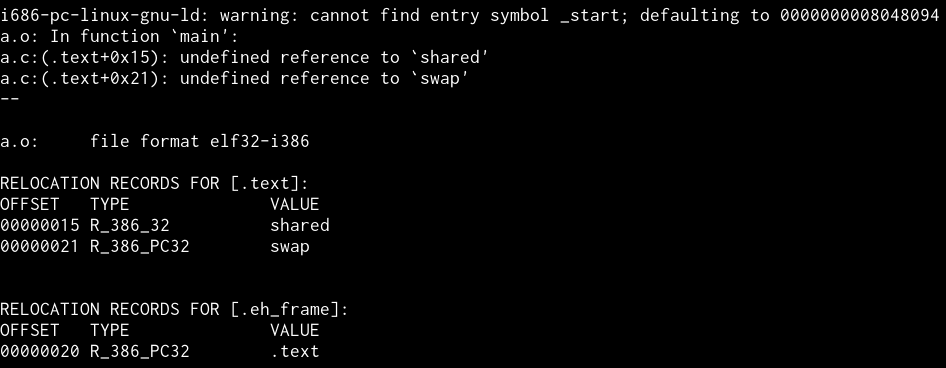 i686-pc-linux-gnu-ld: warning: cannot find entry symbol _start; defaulting to 0000000008048094
a.o: In function `main':
a.c:(.text+0x15): undefined reference to `shared'
a.c:(.text+0x21): undefined reference to `swap'
--
a.o:     file format elf32-i386
RELOCATION RECORDS FOR [.text]:
OFFSET   TYPE              VALUE
00000015 R_386_32          shared
00000021 R_386_PC32        swap
RELOCATION RECORDS FOR [.eh_frame]:
OFFSET   TYPE              VALUE
00000020 R_386_PC32        .text